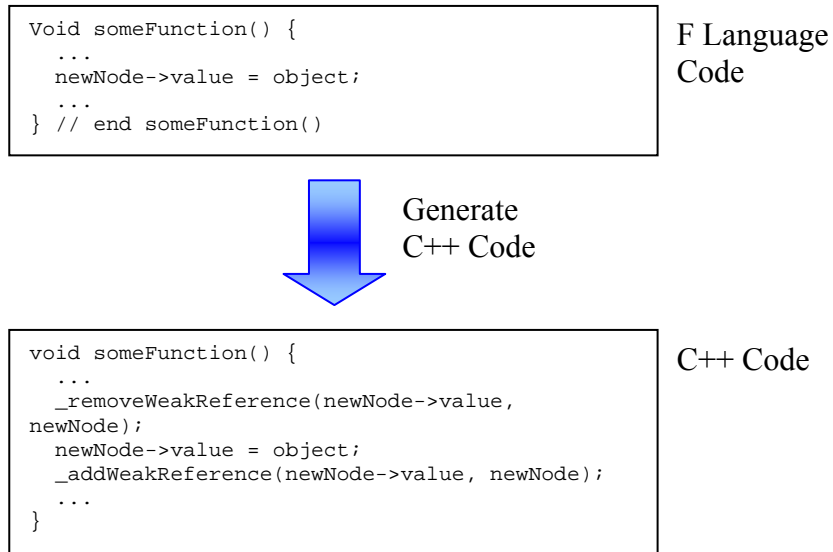 Void someFunction() {
...
newNode->value = object;
...
} // end someFunction()
F Language
Code
Generate
C++ Code
void someFunction() {
...
_removeWeakReference(newNode->value,
newNode);
newNode->value = object;
_addWeakReference(newNode->value, newNode);
...
}
C++ Code